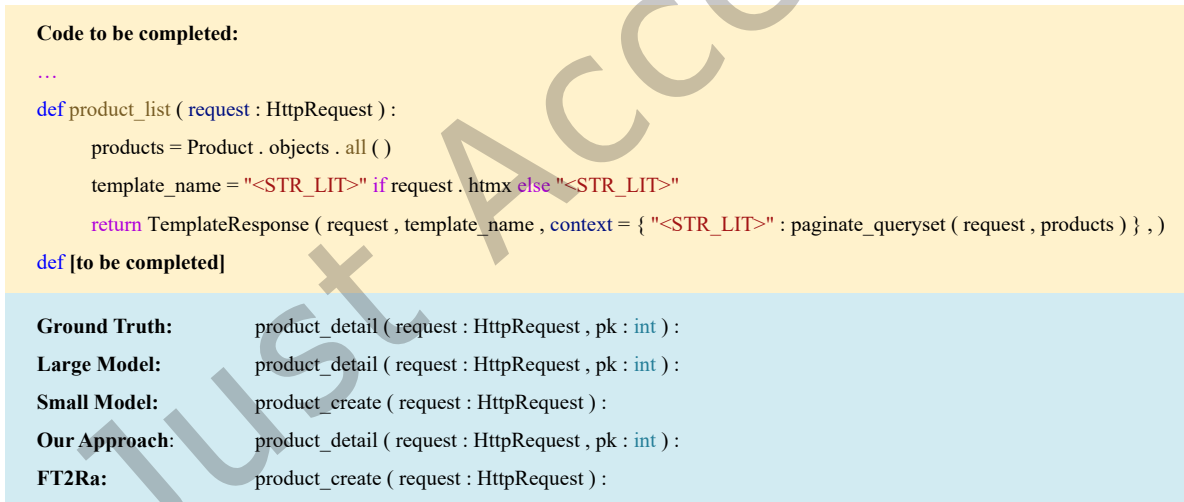 Code to be completed:
…
def product_list ( request : HttpRequest ) :
products = Product . objects . all ( )
template_name = "<STR_LIT>" if request . htmx else "<STR_LIT>"
return TemplateResponse ( request , template_name , context = { "<STR_LIT>" : paginate_queryset ( request , products ) } , )
def [to be completed]
Ground Truth: product_detail ( request : HttpRequest , pk : int ) :
Large Model: product_detail ( request : HttpRequest , pk : int ) :
Small Model: product_create ( request : HttpRequest ) :
Our Approach: product_detail ( request : HttpRequest , pk : int ) :
FT2Ra: product_create ( request : HttpRequest ) :
Just Acc